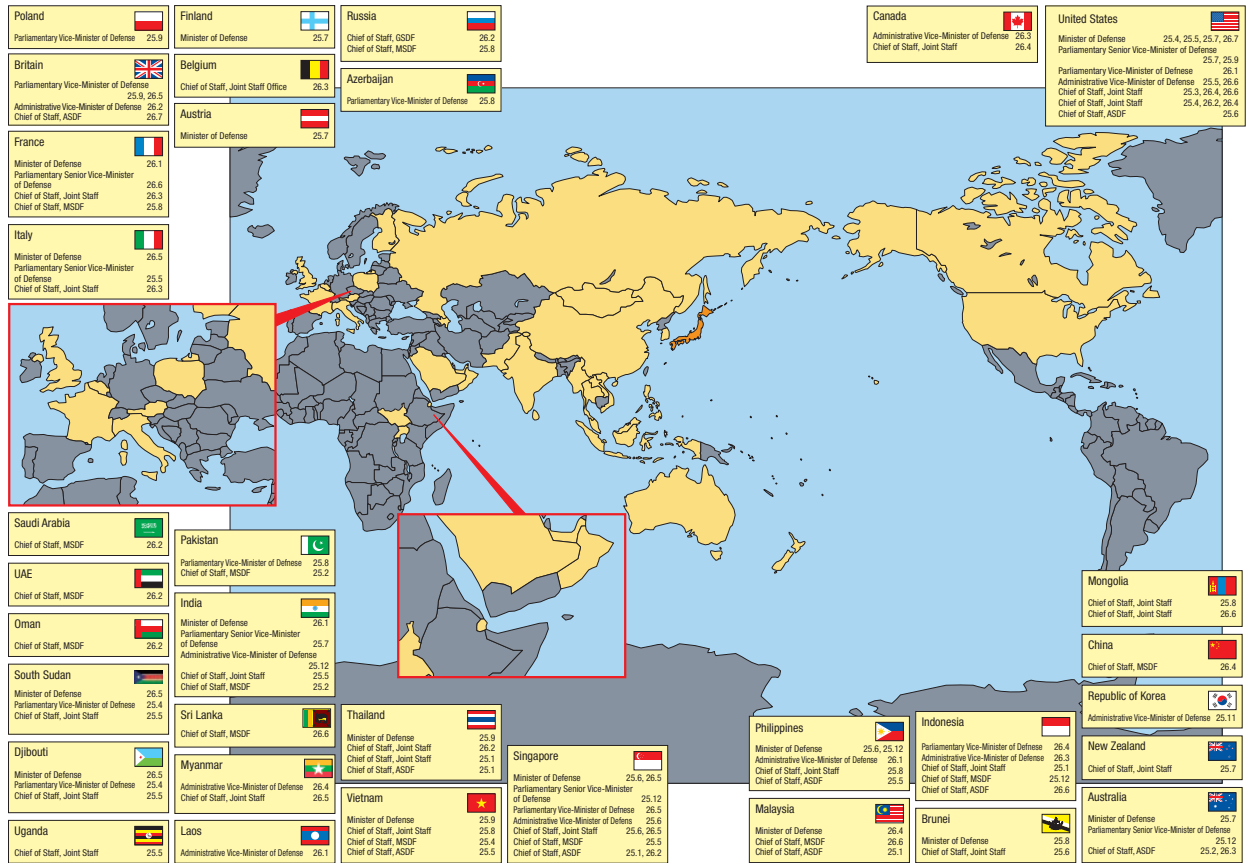 Poland
Parliamentary Vice-Minister of Defense 25.9
Finland
Minister of Defense 25.7
Russia
Chief of Staff, GSDF 26.2
Chief of Staff, MSDF 25.8
Canada
Administrative Vice-Minister of Defense 26.3
Chief of Staff, Joint Staff 26.4
United States
Minister of Defense 25.4, 25.5, 25.7, 26.7
Parliamentary Senior Vice-Minister of Defense
25.7, 25.9
Parliamentary Vice-Minister of Defnese 26.1
Administrative Vice-Minister of Defense 25.5, 26.6
Chief of Staff, Joint Staff 25.3, 26.4, 26.6
Chief of Staff, Joint Staff 25.4, 26.2, 26.4
Chief of Staff, ASDF 25.6
Britain
Parliamentary Vice-Minister of Defense
25.9, 26.5
Administrative Vice-Minister of Defense 26.2
Chief of Staff, ASDF 26.7
Belgium
Chief of Staff, Joint Staff Office 26.3
Azerbaijan
Parliamentary Vice-Minister of Defense 25.8
Austria
Minister of Defense 25.7
France
Minister of Defense 26.1
Parliamentary Senior Vice-Minister
of Defense 26.6
Chief of Staff, Joint Staff 26.3
Chief of Staff, MSDF 25.8
Italy
Minister of Defense 26.5
Parliamentary Senior Vice-Minister
of Defense 25.5
Chief of Staff, Joint Staff 26.3
Saudi Arabia
Chief of Staff, MSDF 26.2
UAE
Chief of Staff, MSDF 26.2
Oman
Chief of Staff, MSDF 26.2
South Sudan
Minister of Defense 26.5
Parliamentary Vice-Minister of Defense 25.4
Chief of Staff, Joint Staff 25.5
Djibouti
Minister of Defense 26.5
Parliamentary Vice-Minister of Defense 25.4
Chief of Staff, Joint Staff 25.5
Uganda
Chief of Staff, Joint Staff 25.5
Pakistan
Parliamentary Vice-Minister of Defnese 25.8
Chief of Staff, MSDF 25.2
India
Minister of Defense 26.1
Parliamentary Senior Vice-Minister
of Defense 25.7
Administrative Vice-Minister of Defense
25.12
Chief of Staff, Joint Staff 25.5
Chief of Staff, MSDF 25.2
Sri Lanka
Chief of Staff, MSDF 26.6
Myanmar
Administrative Vice-Minister of Defense 26.4
Chief of Staff, Joint Staff 26.5
Laos
Administrative Vice-Minister of Defense 26.1
Thailand
Minister of Defense 25.9
Chief of Staff, Joint Staff 26.2
Chief of Staff, Joint Staff 25.1
Chief of Staff, ASDF 25.1
Vietnam
Minister of Defense 25.9
Chief of Staff, Joint Staff 25.8
Chief of Staff, MSDF 25.4
Chief of Staff, ASDF 25.5
Singapore
Minister of Defense 25.6, 26.5
Parliamentary Senior Vice-Minister
of Defense 25.12
Parliamentary Vice-Minister of Defense 26.5
Administrative Vice-Ministre of Defens 25.6
Chief of Staff, Joint Staff 25.6, 26.5
Chief of Staff, MSDF 25.5
Chief of Staff, ASDF 25.1, 26.2
Philippines
Minister of Defense 25.6, 25.12
Administrative Vice-Minister of Defense 26.1
Chief of Staff, Joint Staff 25.8
Chief of Staff, ASDF 25.5
Malaysia
Minister of Defense 26.4
Chief of Staff, MSDF 26.6
Chief of Staff, ASDF 25.1
Indonesia
Parliamentary Vice-Minister of Defense 26.4
Administrative Vice-Minister of Defense 26.3
Chief of Staff, Joint Staff 25.1
Chief of Staff, MSDF 25.12
Chief of Staff, ASDF 26.6
Brunei
Minister of Defense 25.8
Chief of Staff, Joint Staff 25.6
Mongolia
Chief of Staff, Joint Staff 25.8
Chief of Staff, Joint Staff 26.6
China
Chief of Staff, MSDF 26.4
Republic of Korea
Administrative Vice-Minister of Defense 25.11
New Zealand
Chief of Staff, Joint Staff 25.7
Australia
Minister of Defense 25.7
Parliamentary Senior Vice-Minister of Defense
25.12
Chief of Staff, ASDF 25.2, 26.3